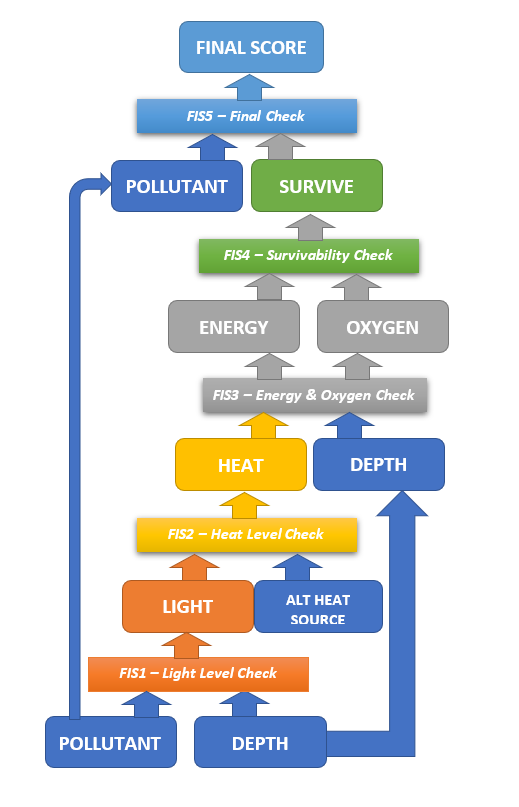 FINAL SCORE
FIS5 – Final Check
POLLUTANT
SURVIVE
FIS4 – Survivability Check
ENERGY
OXYGEN
FIS3 – Energy & Oxygen Check
HEAT
DEPTH
FIS2 – Heat Level Check
LIGHT
ALT HEAT
SOURCE
FIS1 – Light Level Check
POLLUTANT
DEPTH